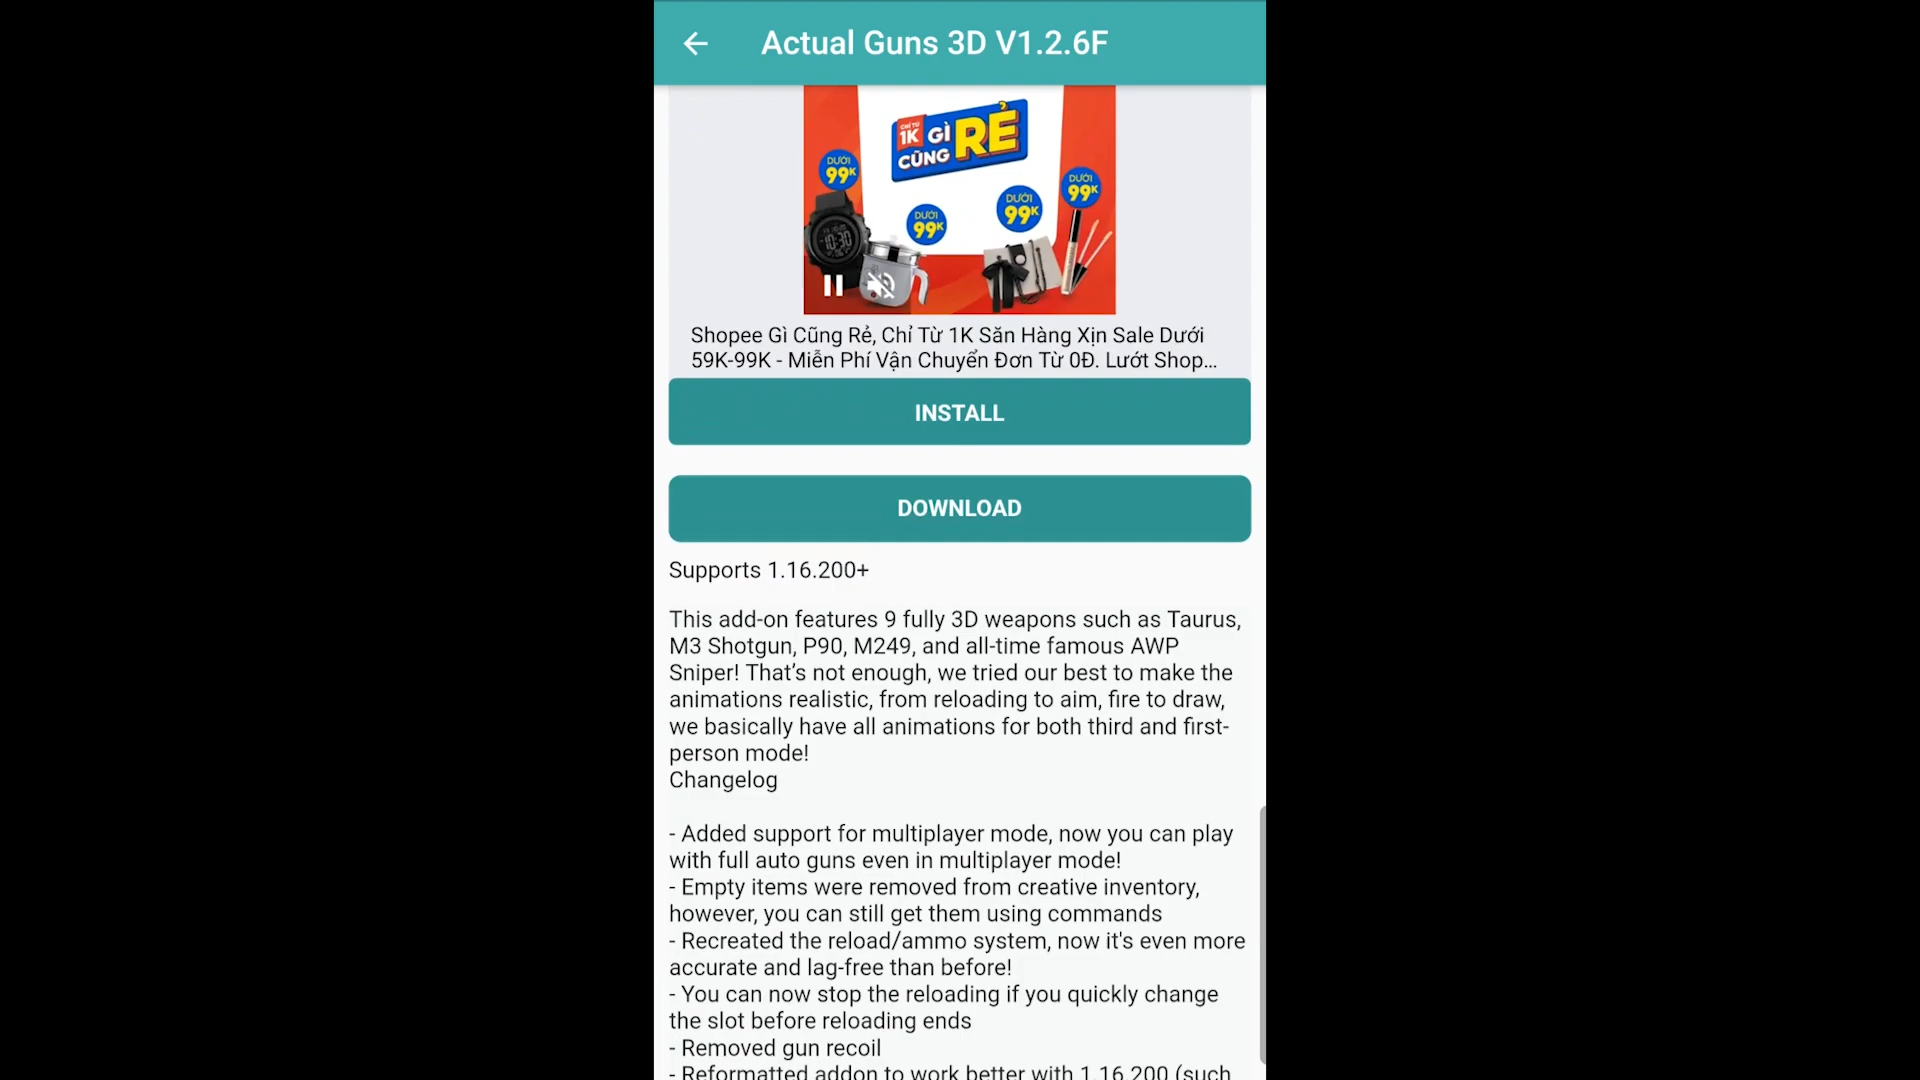 Actual Guns 3D V1.2.6F
CHỈ TỪ
1K GÌ RẺ
CŨNG
DƯỚI
99K
DƯỚI
99K
DƯỚI
99K
DƯỚI
99K
10:30
Shopee Gì Cũng Rẻ, Chỉ Từ 1K Săn Hàng Xịn Sale Dưới
59K-99K - Miễn Phí Vận Chuyển Đơn Từ 0Đ. Lướt Shop...
INSTALL
DOWNLOAD
Supports 1.16.200+
This add-on features 9 fully 3D weapons such as Taurus,
M3 Shotgun, P90, M249, and all-time famous AWP
Sniper! That’s not enough, we tried our best to make the
animations realistic, from reloading to aim, fire to draw,
we basically have all animations for both third and first-
person mode!
Changelog
- Added support for multiplayer mode, now you can play
with full auto guns even in multiplayer mode!
- Empty items were removed from creative inventory,
however, you can still get them using commands
- Recreated the reload/ammo system, now it's even more
accurate and lag-free than before!
- You can now stop the reloading if you quickly change
the slot before reloading ends
- Removed gun recoil
- Reformatted addon to work better with 1.16.200 (such